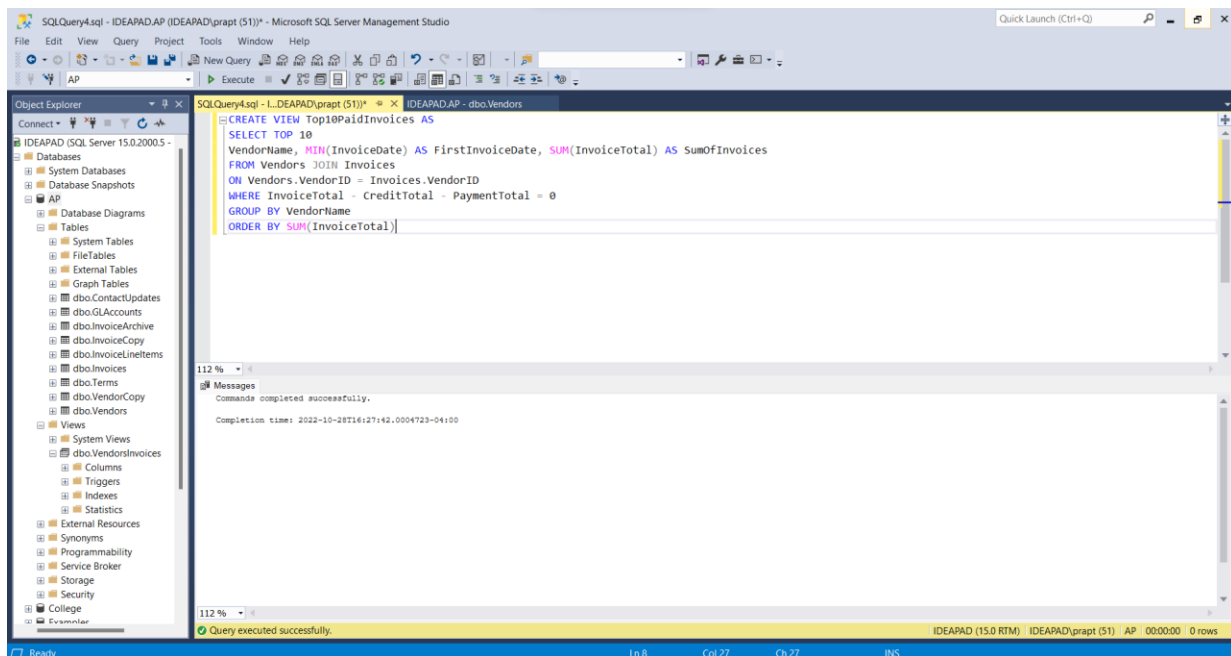 SQLQuery4.sql - IDEAPAD.AP (IDEAPAD\prapt (51))* - Microsoft SQL Server Management Studio
Quick Launch (Ctrl+Q)
File Edit View Query Project Tools Window Help
New Query
AP
Execute
Object Explorer
SQLQuery4.sql - I...DEAPAD\prapt (51))*
IDEAPAD.AP - dbo.Vendors
Connect
IDEAPAD (SQL Server 15.0.2000.5 -
Databases
System Databases
Database Snapshots
AP
Database Diagrams
Tables
System Tables
FileTables
External Tables
Graph Tables
dbo.ContactUpdates
dbo.GLAccounts
dbo.InvoiceArchive
dbo.InvoiceCopy
dbo.InvoiceLineItems
dbo.Invoices
dbo.Terms
dbo.VendorCopy
dbo.Vendors
Views
System Views
dbo.VendorsInvoices
Columns
Triggers
Indexes
Statistics
External Resources
Synonyms
Programmability
Service Broker
Storage
Security
College
Examples
CREATE VIEW Top10PaidInvoices AS
SELECT TOP 10
VendorName, MIN(InvoiceDate) AS FirstInvoiceDate, SUM(InvoiceTotal) AS SumOfInvoices
FROM Vendors JOIN Invoices
ON Vendors.VendorID = Invoices.VendorID
WHERE InvoiceTotal - CreditTotal - PaymentTotal = 0
GROUP BY VendorName
ORDER BY SUM(InvoiceTotal)
112 %
Messages
Commands completed successfully.
Completion time: 2022-10-28T16:27:42.0004723-04:00
112 %
Query executed successfully.
IDEAPAD (15.0 RTM) IDEAPAD\prapt (51) AP 00:00:00 0 rows
Ready
Ln 8 Col 27 Ch 27 INS